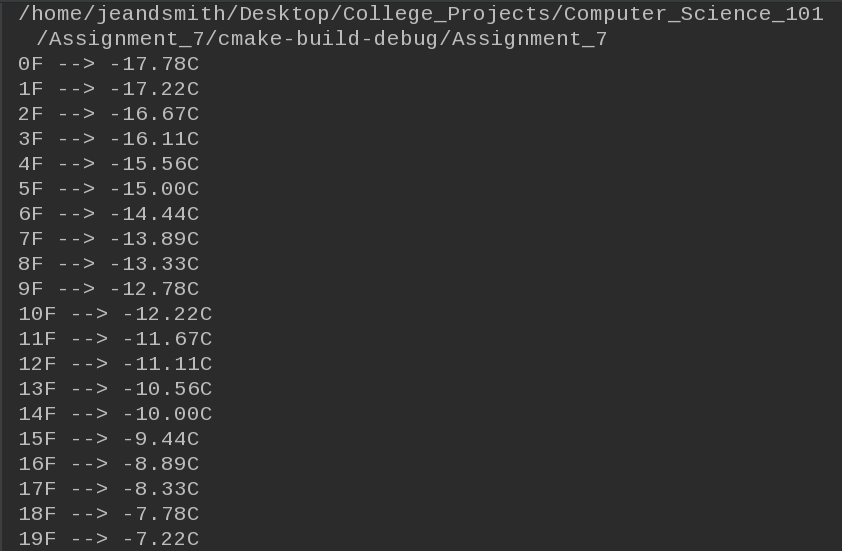 /home/jeandsmith/Desktop/College_Projects/Computer_Science_101
/Assignment_7/cmake-build-debug/Assignment_7
0F --> -17.78C
1F --> -17.22C
2F --> -16.67C
3F --> -16.11C
4F --> -15.56C
5F --> -15.00C
6F --> -14.44C
7F --> -13.89C
8F --> -13.33C
9F --> -12.78C
10F --> -12.22C
11F --> -11.67C
12F --> -11.11C
13F --> -10.56C
14F --> -10.00C
15F --> -9.44C
16F --> -8.89C
17F --> -8.33C
18F --> -7.78C
19F --> -7.22C